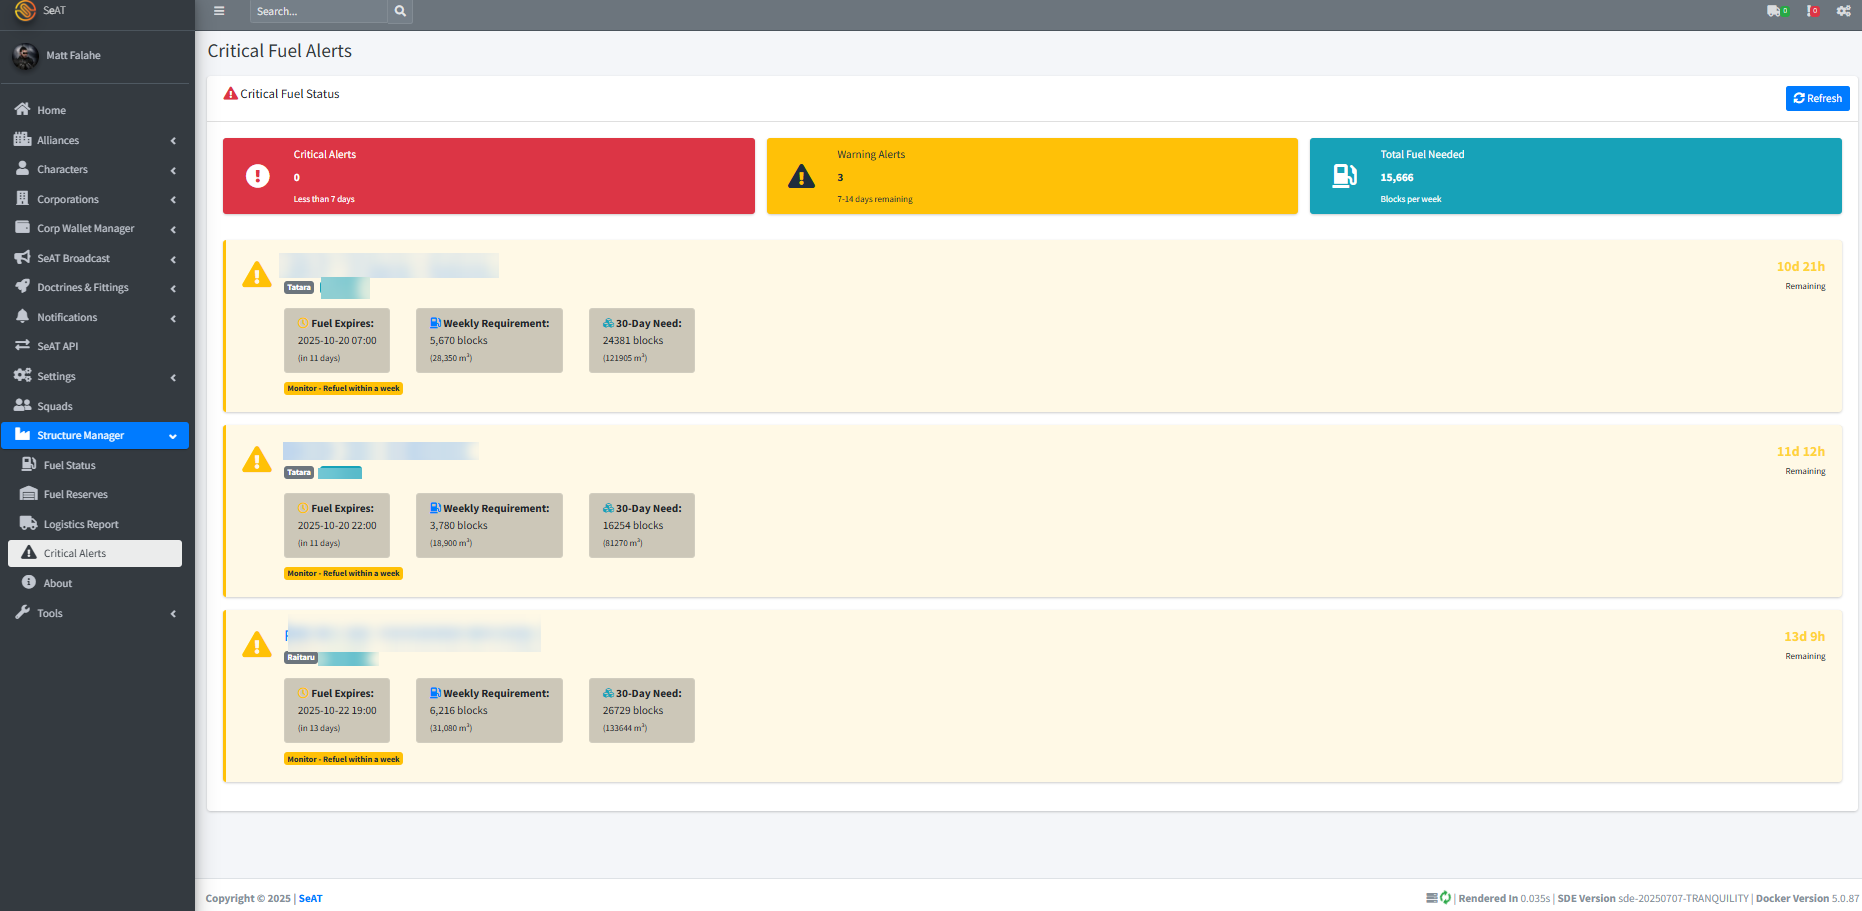 SeAT
Search...
0
0
Matt Falahe
Home
Alliances
Characters
Corporations
Corp Wallet Manager
SeAT Broadcast
Doctrines & Fittings
Notifications
SeAT API
Settings
Squads
Structure Manager
Fuel Status
Fuel Reserves
Logistics Report
Critical Alerts
About
Tools
Critical Fuel Alerts
Critical Fuel Status
Refresh
Critical Alerts
0
Less than 7 days
Warning Alerts
3
7-14 days remaining
Total Fuel Needed
15,666
Blocks per week
Tatara
10d 21h
Remaining
Fuel Expires:
2025-10-20 07:00
(in 11 days)
Weekly Requirement:
5,670 blocks
(28,350 m³)
30-Day Need:
24381 blocks
(121905 m³)
Monitor - Refuel within a week
Tatara
11d 12h
Remaining
Fuel Expires:
2025-10-20 22:00
(in 11 days)
Weekly Requirement:
3,780 blocks
(18,900 m³)
30-Day Need:
16254 blocks
(81270 m³)
Monitor - Refuel within a week
Raitaru
13d 9h
Remaining
Fuel Expires:
2025-10-22 19:00
(in 13 days)
Weekly Requirement:
6,216 blocks
(31,080 m³)
30-Day Need:
26729 blocks
(133644 m³)
Monitor - Refuel within a week
Copyright © 2025 | SeAT
| Rendered In 0.035s | SDE Version sde-20250707-TRANQUILITY | Docker Version 5.0.87